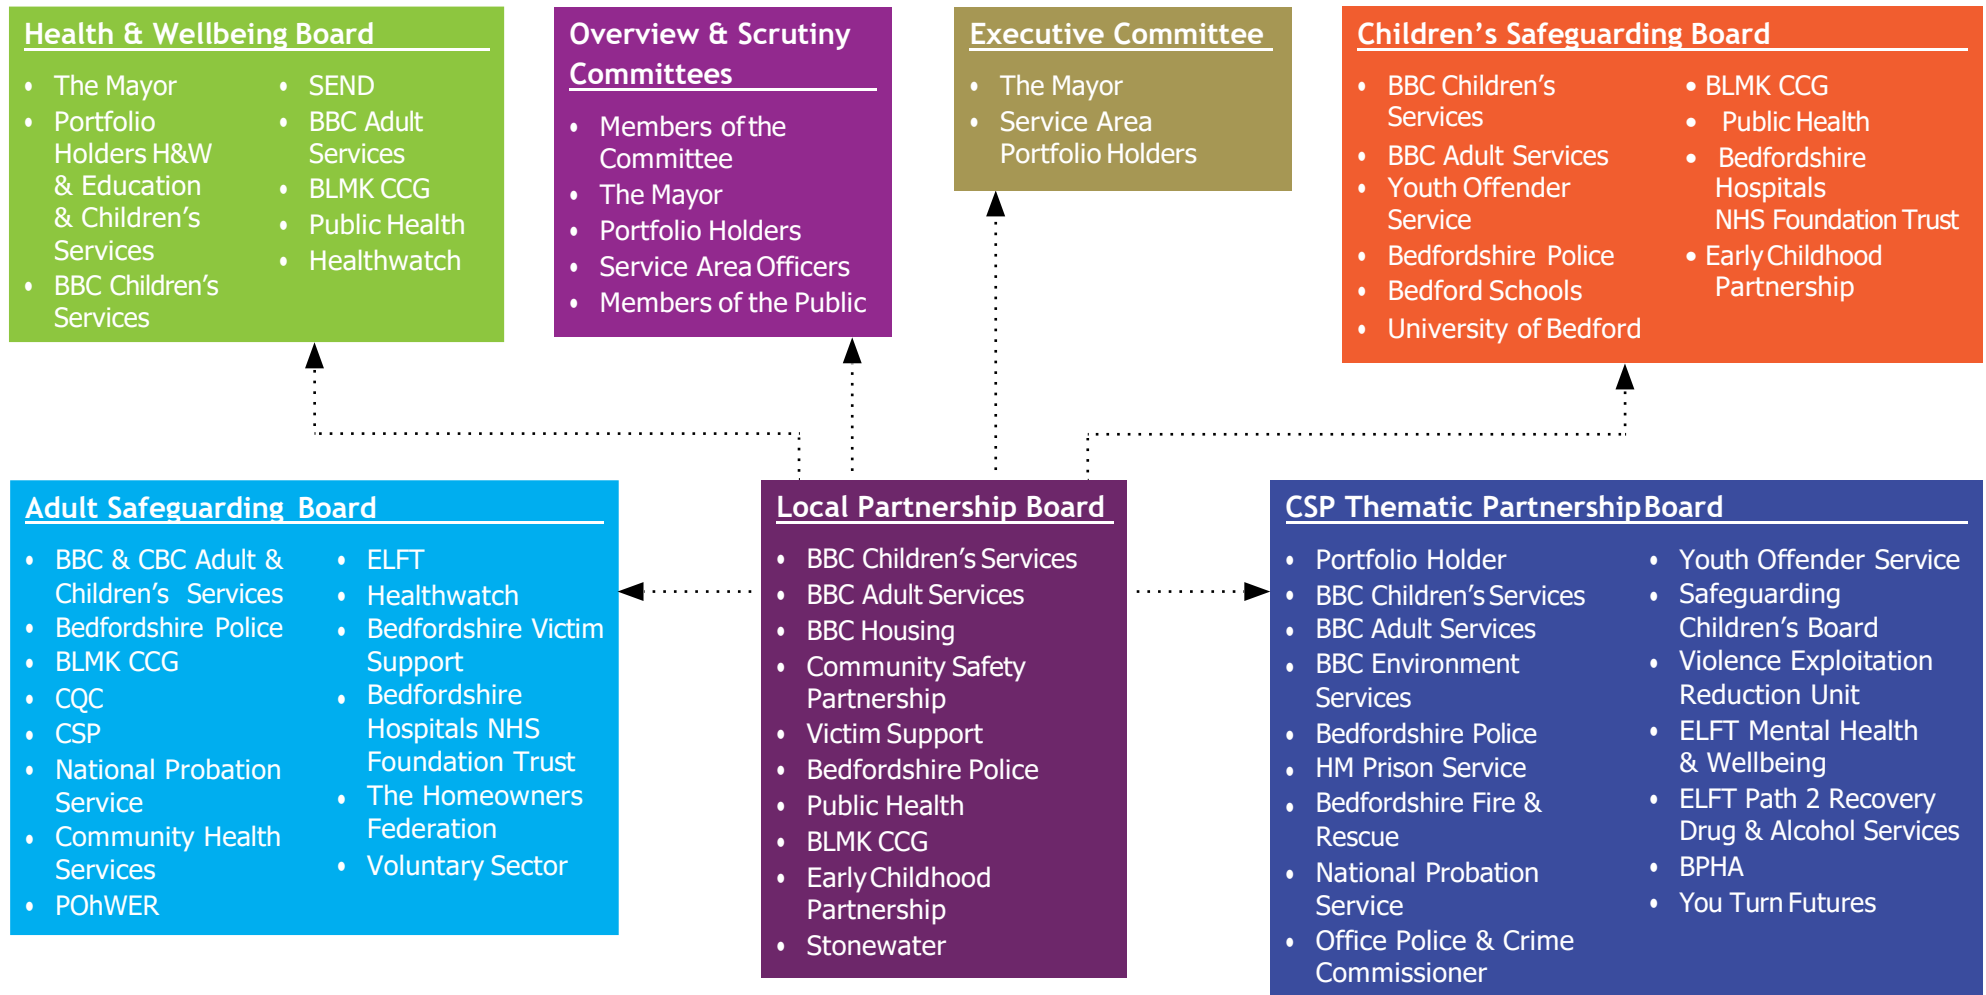 Health & Wellbeing Board
• The Mayor
• Portfolio
Holders H&W
& Education
& Children’s
Services
• BBC Children’s
Services
• SEND
• BBC Adult
Services
• BLMK CCG
• Public Health
• Healthwatch
Overview & Scrutiny
Committees
• Members of the
Committee
• The Mayor
• Portfolio Holders
• Service Area Officers
• Members of the Public
Executive Committee
• The Mayor
• Service Area
Portfolio Holders
Children’s Safeguarding Board
• BBC Children’s
Services
• BBC Adult Services
• Youth Offender
Service
• Bedfordshire Police
• Bedford Schools
• University of Bedford
• BLMK CCG
• Public Health
• Bedfordshire
Hospitals
NHS Foundation Trust
• Early Childhood
Partnership
Adult Safeguarding Board
• BBC & CBC Adult &
Children’s Services
• Bedfordshire Police
• BLMK CCG
• CQC
• CSP
• National Probation
Service
• Community Health
Services
• POhWER
• ELFT
• Healthwatch
• Bedfordshire Victim
Support
• Bedfordshire
Hospitals NHS
Foundation Trust
• The Homeowners
Federation
• Voluntary Sector
Local Partnership Board
• BBC Children’s Services
• BBC Adult Services
• BBC Housing
• Community Safety
Partnership
• Victim Support
• Bedfordshire Police
• Public Health
• BLMK CCG
• Early Childhood
Partnership
• Stonewater
CSP Thematic Partnership Board
• Portfolio Holder
• BBC Children’s Services
• BBC Adult Services
• BBC Environment
Services
• Bedfordshire Police
• HM Prison Service
• Bedfordshire Fire &
Rescue
• National Probation
Service
• Office Police & Crime
Commissioner
• Youth Offender Service
• Safeguarding
Children’s Board
• Violence Exploitation
Reduction Unit
• ELFT Mental Health
& Wellbeing
• ELFT Path 2 Recovery
Drug & Alcohol Services
• BPHA
• You Turn Futures